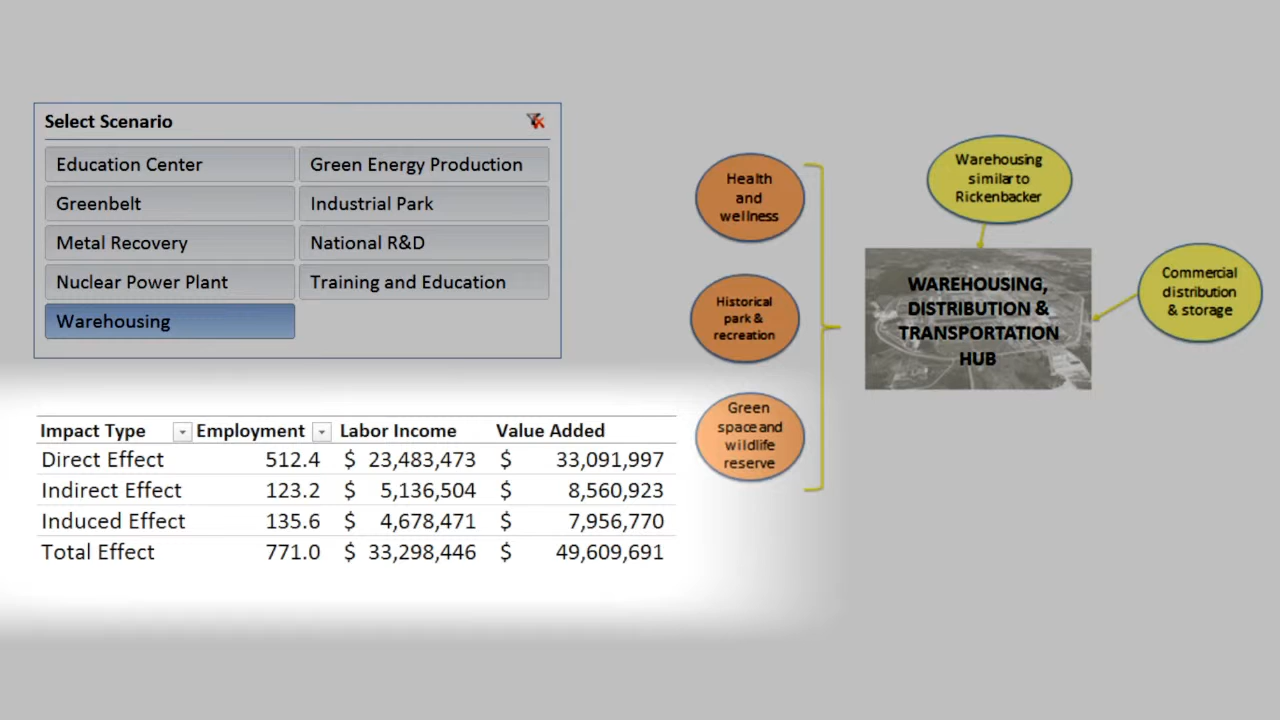 Select Scenario
Education Center
Green Energy Production
Greenbelt
Industrial Park
Metal Recovery
National R&D
Nuclear Power Plant
Training and Education
Warehousing
Impact Type Employment Labor Income Value Added
Direct Effect 512.4 $ 23,483,473 $ 33,091,997
Indirect Effect 123.2 $ 5,136,504 $ 8,560,923
Induced Effect 135.6 $ 4,678,471 $ 7,956,770
Total Effect 771.0 $ 33,298,446 $ 49,609,691
Health
and
wellness
Historical
park &
recreation
Green
space and
wildlife
reserve
Warehousing
similar to
Rickenbacker
WAREHOUSING,
DISTRIBUTION &
TRANSPORTATION
HUB
Commercial
distribution
& storage